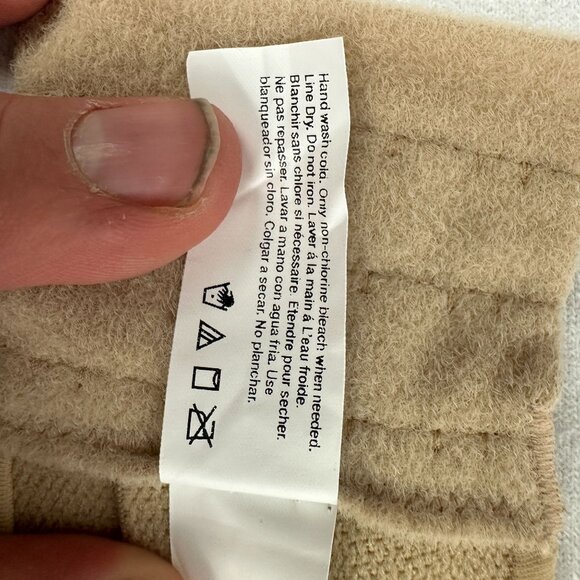 Hand wash cold. Only non-chlorine bleach when needed.
Line Dry. Do not iron. Laver á la main á L'eau froide.
Blanchir sans chlore si nécessaire. Etendre pour secher.
Ne pas repasser. Lavar a mano con agua fria. Use
blanqueador sin cloro. Colgar a secar. No planchar.